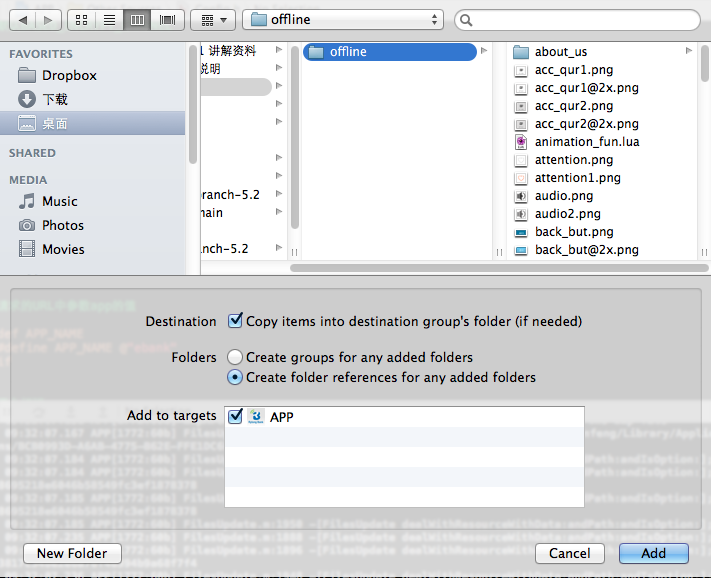 offline
FAVORITES
Dropbox
下载
桌面
SHARED
MEDIA
Music
Photos
Movies
1 讲解资料
说明
ranch-5.2
main
nch-5.2
offline
about_us
acc_qur1.png
acc_qur1@2x.png
acc_qur2.png
acc_qur2@2x.png
animation_fun.lua
attention.png
attention1.png
audio.png
audio2.png
back_but.png
back_but@2x.png
Destination
Copy items into destination group's folder (if needed)
Folders
Create groups for any added folders
Create folder references for any added folders
Add to targets
APP
New Folder
Cancel
Add